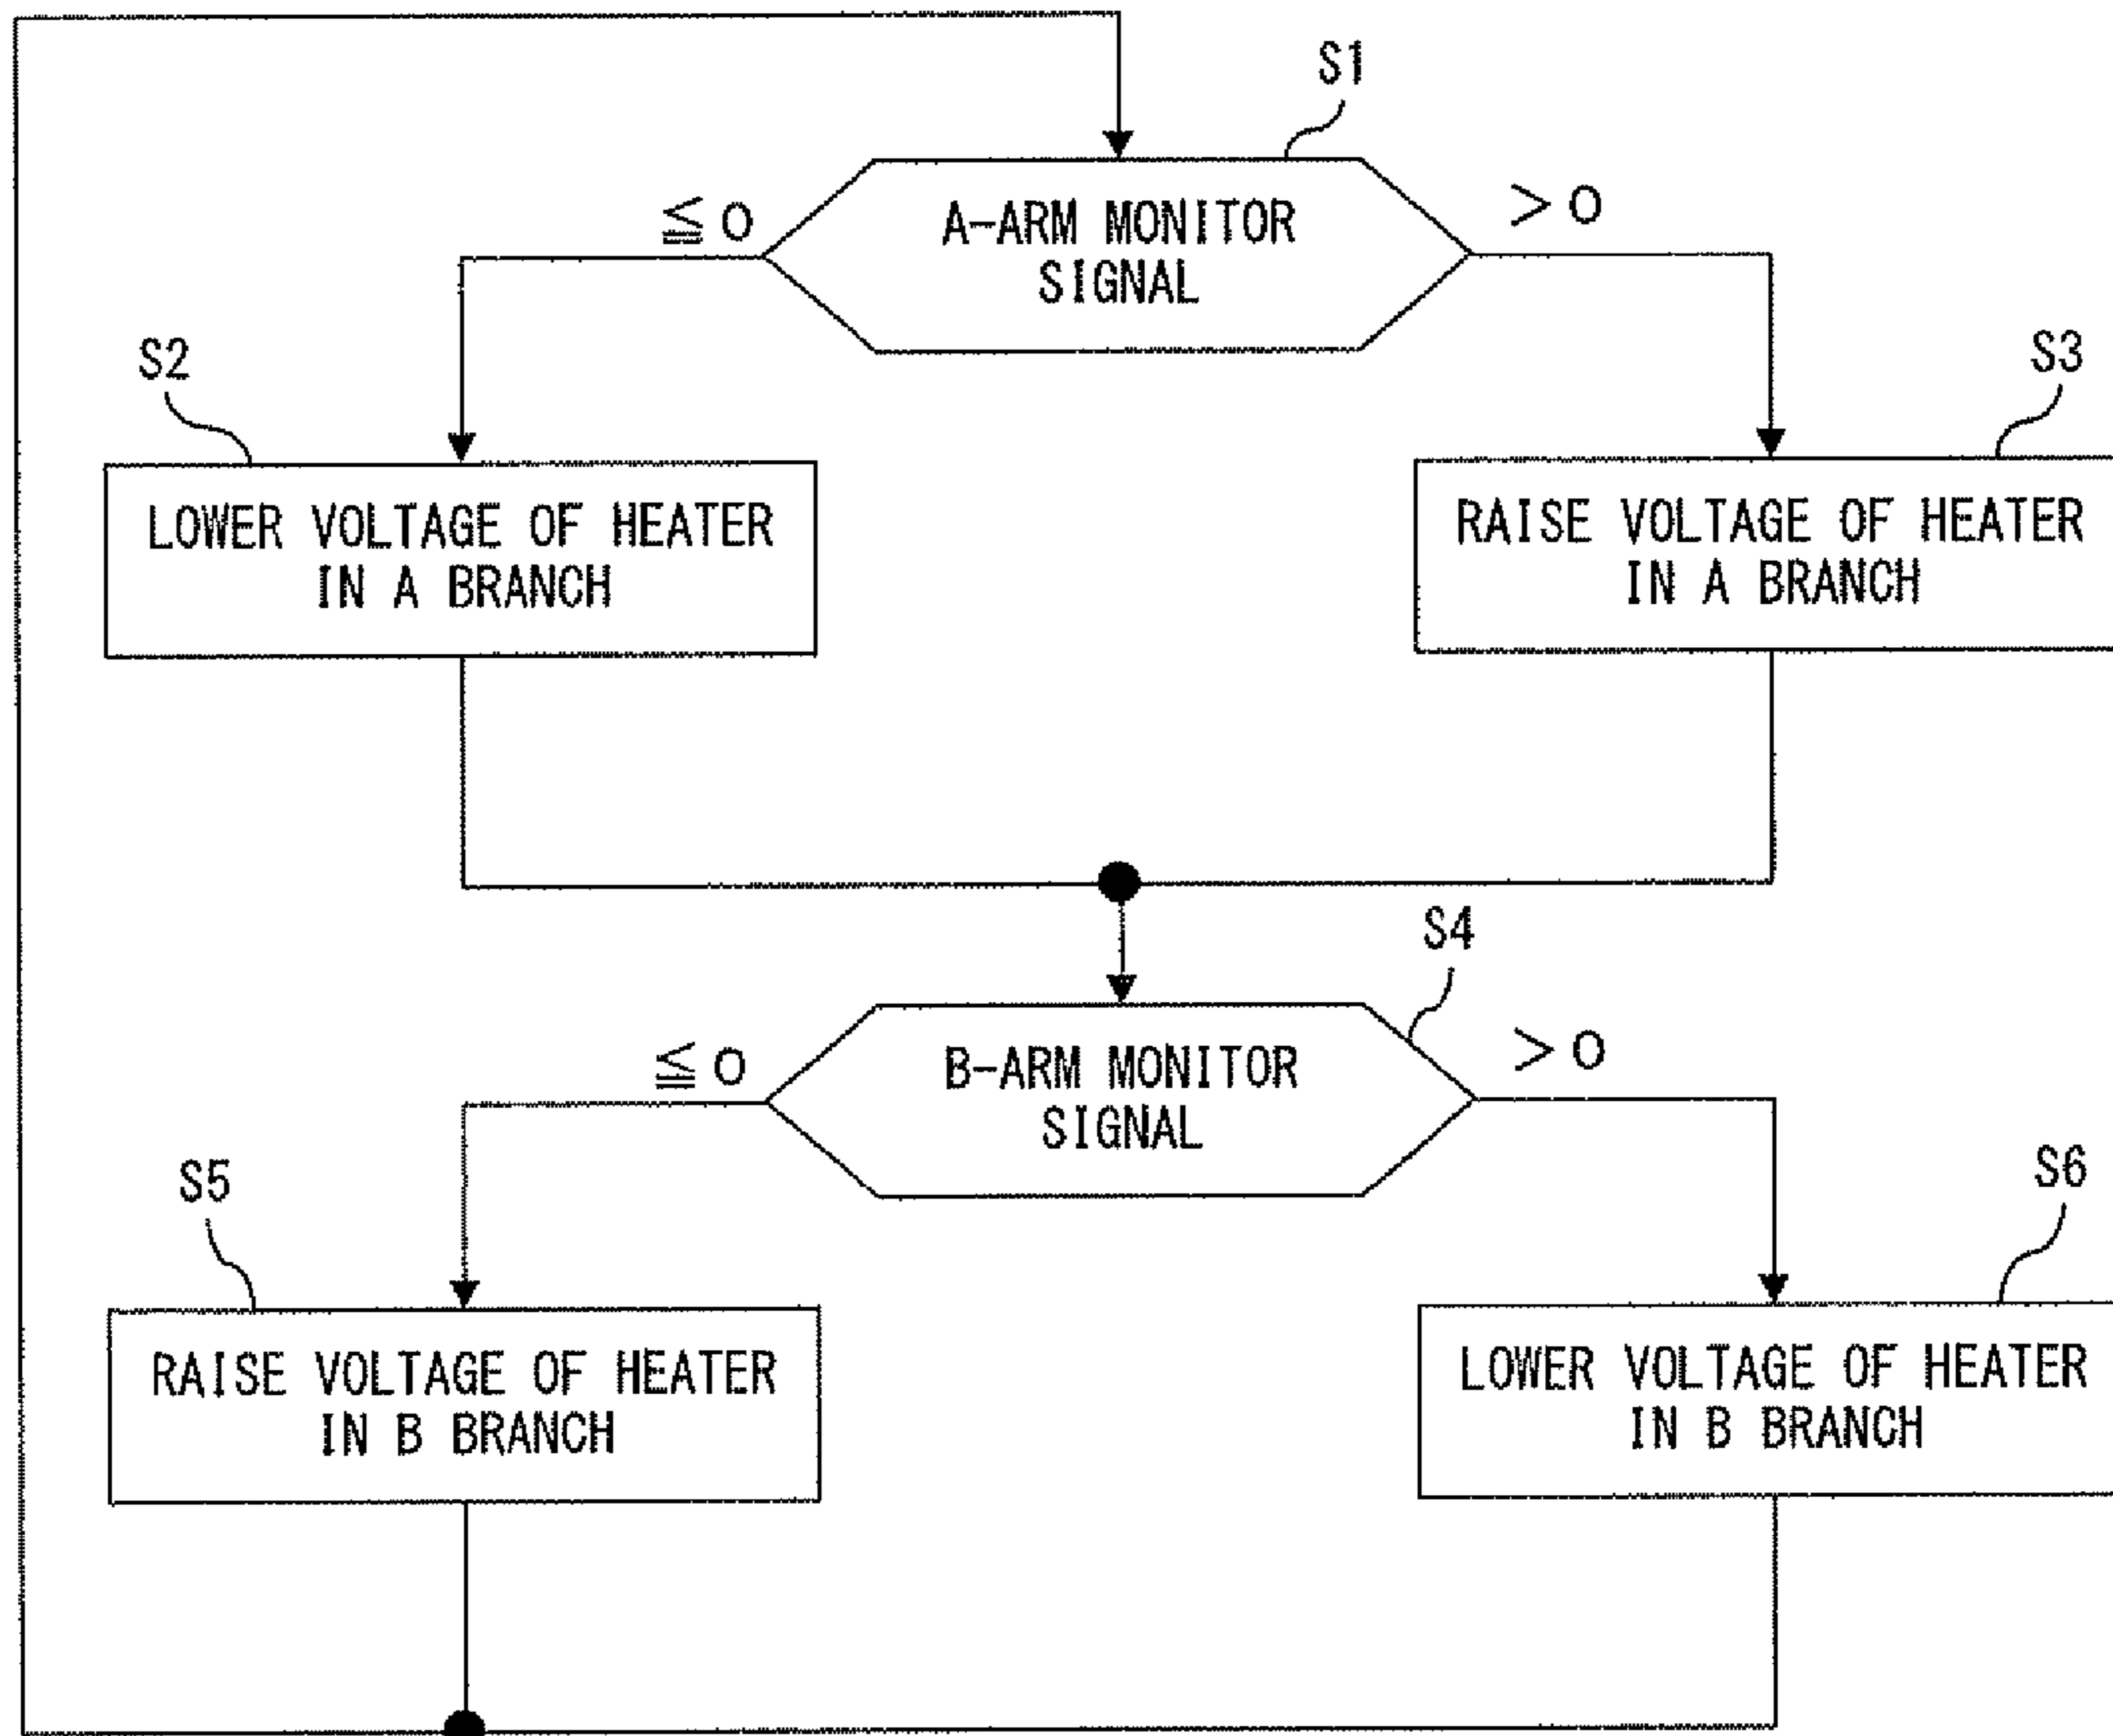 S1
≦0
A-ARM MONITOR
SIGNAL
>0
S2
S3
LOWER VOLTAGE OF HEATER
IN A BRANCH
RAISE VOLTAGE OF HEATER
IN A BRANCH
S4
≦0
B-ARM MONITOR
SIGNAL
>0
S5
S6
RAISE VOLTAGE OF HEATER
IN B BRANCH
LOWER VOLTAGE OF HEATER
IN B BRANCH